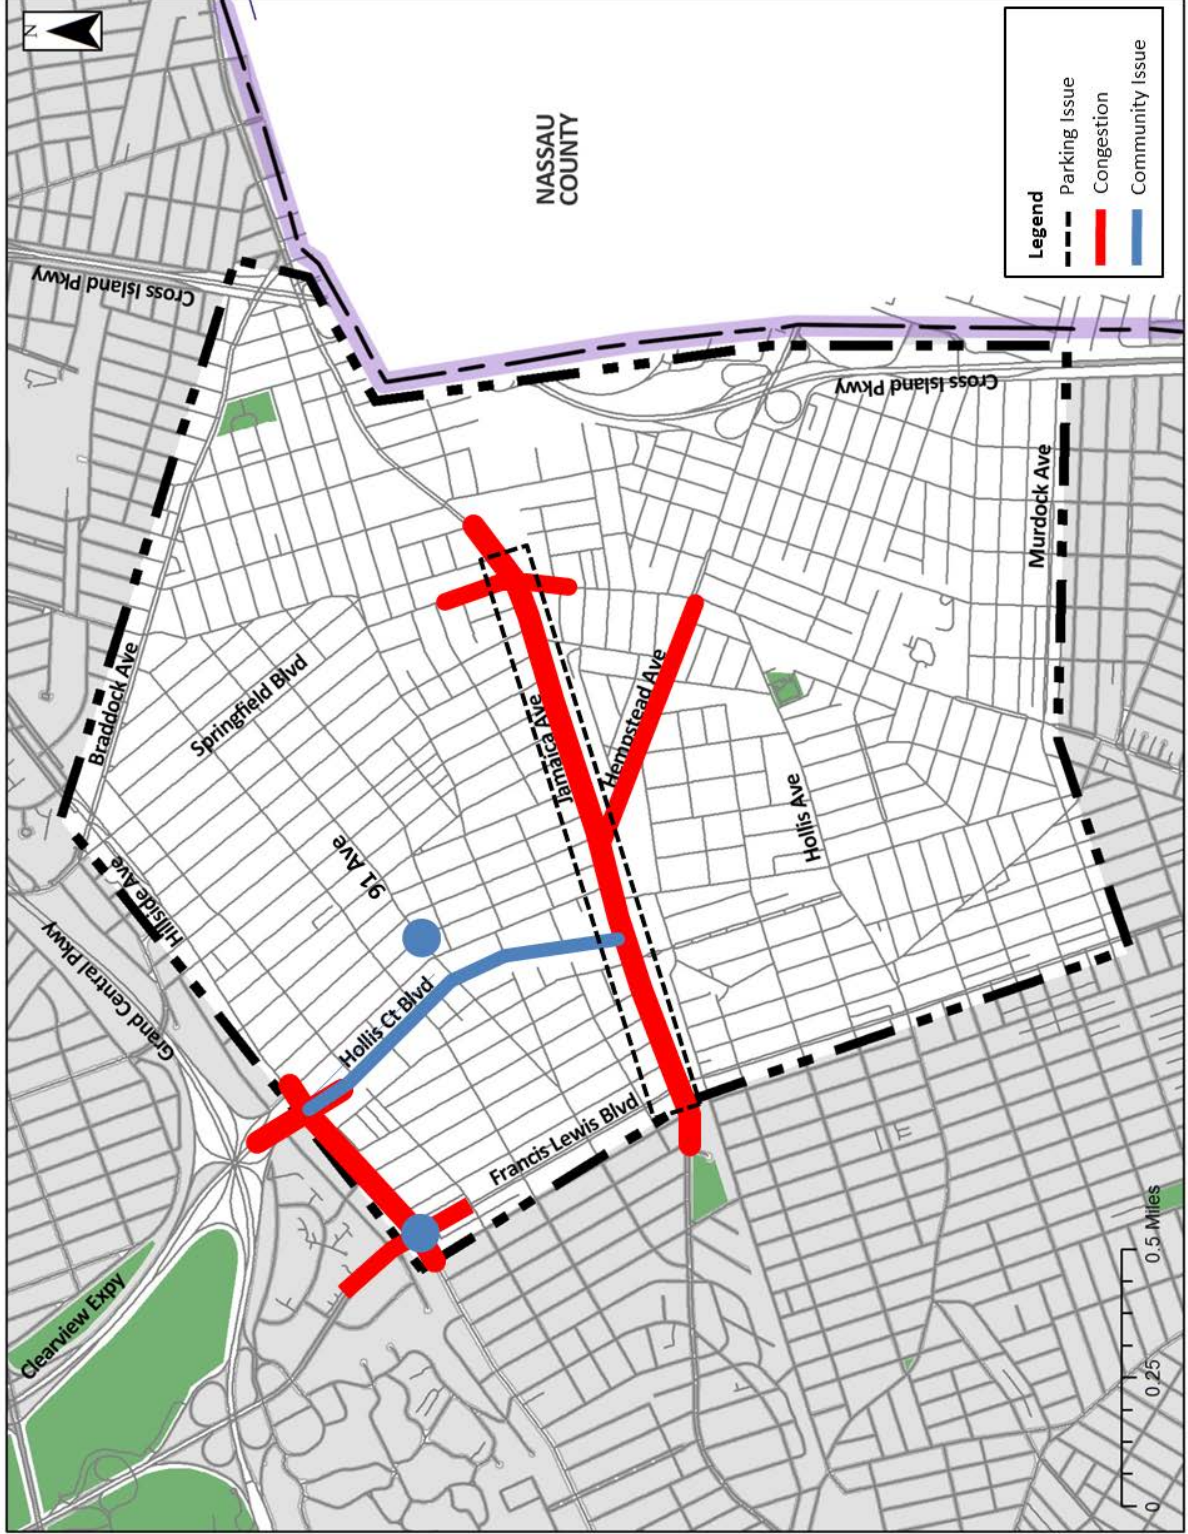 N
Cross Island Pkwy
NASSAU
COUNTY
Legend
Parking Issue
Congestion
Community Issue
Cross Island Pkwy
Murdock Ave
Braddock Ave
Springfield Blvd
Jamaica Ave
Hempstead Ave
Hollis Ave
91 Ave
Hillside Ave
Grand Central Pkwy
Hollis Ct Blvd
Francis Lewis Blvd
Clearview Expy
0
0.25
0.5 Miles